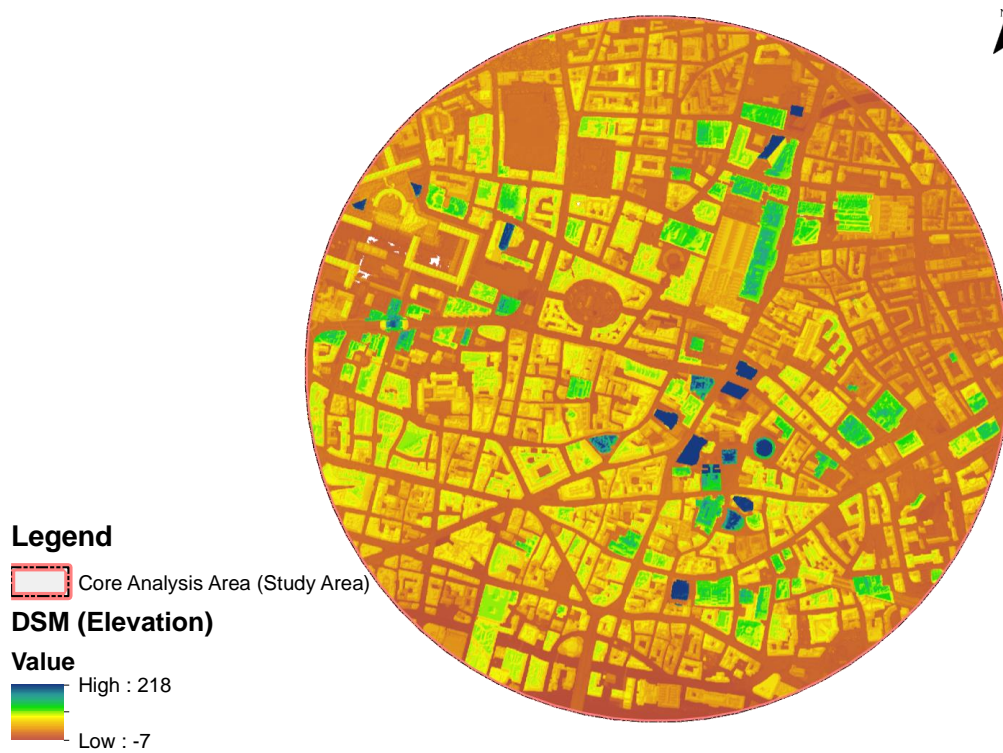 Legend
Core Analysis Area (Study Area)
DSM (Elevation)
Value
High : 218
Low : -7